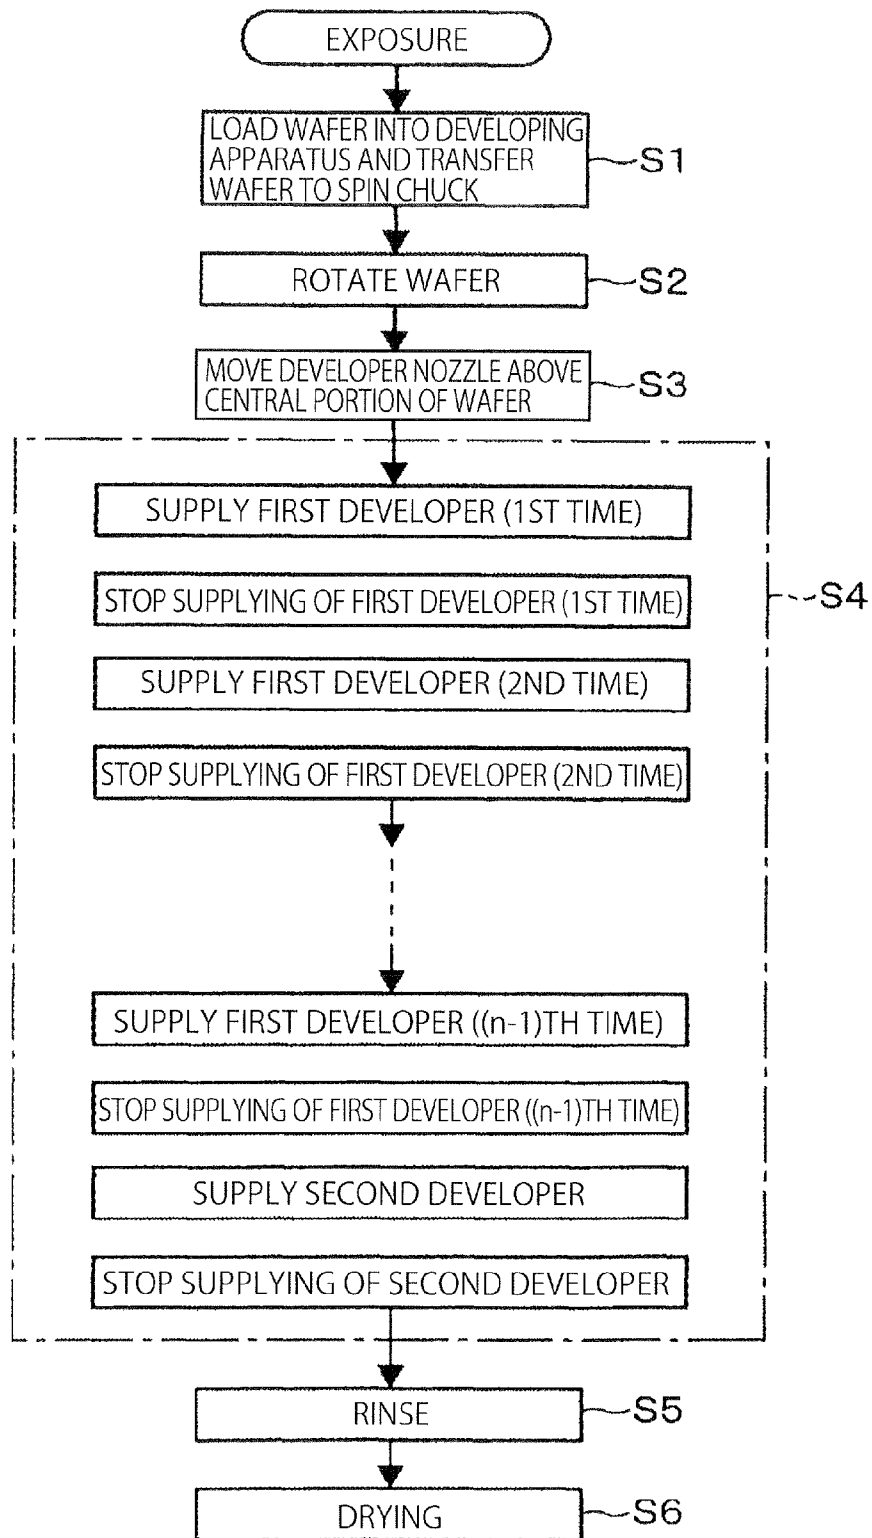 EXPOSURE
LOAD WAFER INTO DEVELOPING
APPARATUS AND TRANSFER
WAFER TO SPIN CHUCK
S1
ROTATE WAFER
S2
MOVE DEVELOPER NOZZLE ABOVE
CENTRAL PORTION OF WAFER
S3
SUPPLY FIRST DEVELOPER (1ST TIME)
STOP SUPPLYING OF FIRST DEVELOPER (1ST TIME)
S4
SUPPLY FIRST DEVELOPER (2ND TIME)
STOP SUPPLYING OF FIRST DEVELOPER (2ND TIME)
SUPPLY FIRST DEVELOPER ((n-1)TH TIME)
STOP SUPPLYING OF FIRST DEVELOPER ((n-1)TH TIME)
SUPPLY SECOND DEVELOPER
STOP SUPPLYING OF SECOND DEVELOPER
RINSE
S5
DRYING
S6